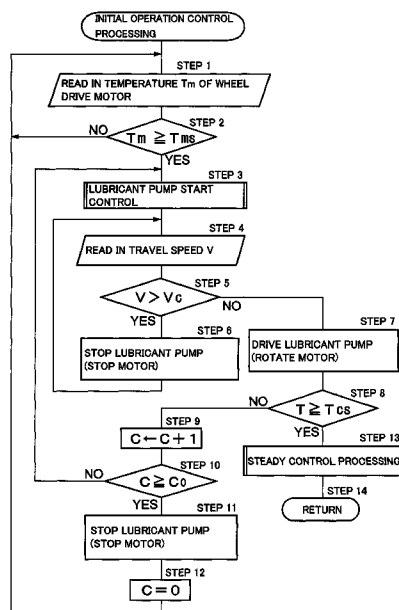 INITIAL OPERATION CONTROL
PROCESSING
STEP 1
READ IN TEMPERATURE Tm OF WHEEL
DRIVE MOTOR
STEP 2
NO
Tm ≧ Tms
YES
STEP 3
LUBRICANT PUMP START
CONTROL
STEP 4
READ IN TRAVEL SPEED V
STEP 5
V > Vc
NO
YES
STEP 6
STOP LUBRICANT PUMP
(STOP MOTOR)
STEP 7
DRIVE LUBRICANT PUMP
(ROTATE MOTOR)
STEP 8
NO
T ≧ Tcs
YES
STEP 9
C ← C + 1
STEP 13
STEADY CONTROL PROCESSING
STEP 10
NO
C ≧ C0
YES
STEP 14
RETURN
STEP 11
STOP LUBRICANT PUMP
(STOP MOTOR)
STEP 12
C = 0